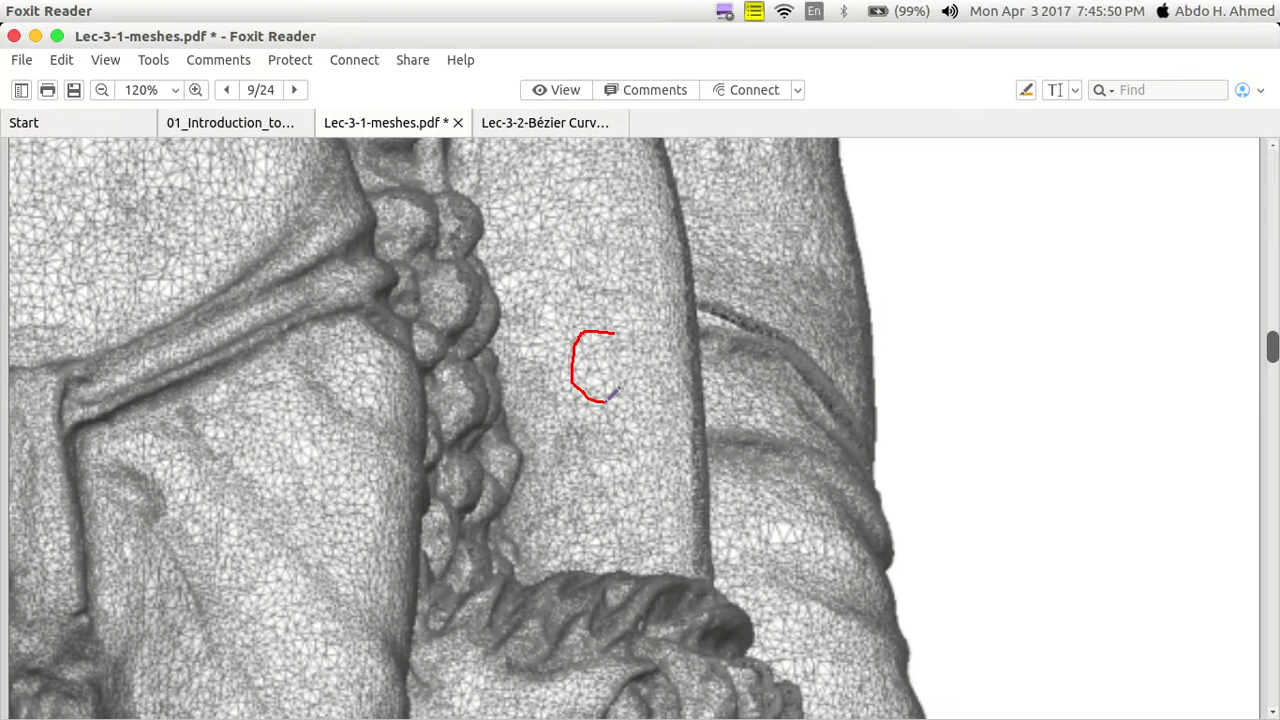 Foxit Reader En (99%) Mon Apr 3 2017 7:45:50 PM Abdo H. Ahmed
Lec-3-1-meshes.pdf * - Foxit Reader
File Edit View Tools Comments Protect Connect Share Help
120% 9/24 View Comments Connect T Find
Start 01_Introduction_to... Lec-3-1-meshes.pdf * Lec-3-2-Bézier Curv...